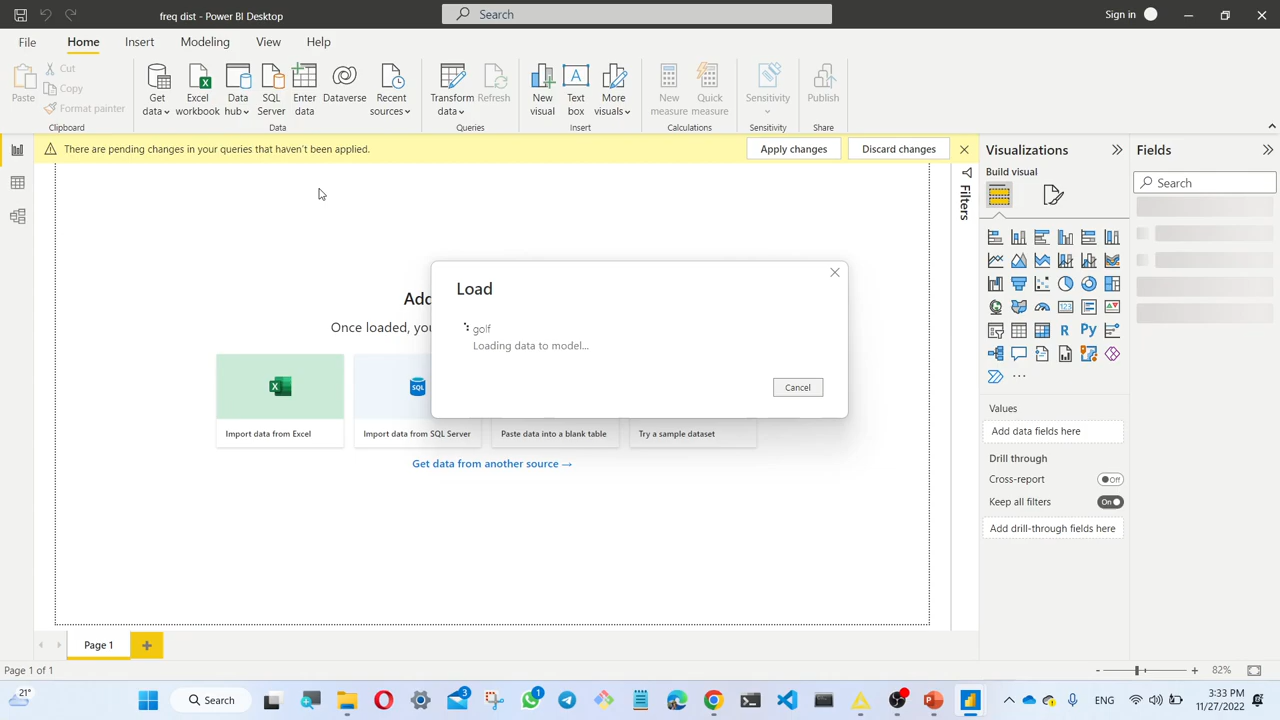 freq dist - Power BI Desktop
Search
Sign in
File
Home
Insert
Modeling
View
Help
Paste
Cut
Copy
Format painter
Clipboard
Get data
Excel workbook
Data hub
SQL Server
Enter data
Dataverse
Recent sources
Data
Transform data
Refresh
Queries
New visual
Text box
More visuals
Insert
New measure
Quick measure
Calculations
Sensitivity
Sensitivity
Publish
Share
There are pending changes in your queries that haven't been applied.
Apply changes
Discard changes
Filters
Visualizations
Build visual
Fields
Search
Add
Once loaded, you
Load
golf
Loading data to model...
Cancel
SQL
Import data from Excel
Import data from SQL Server
Paste data into a blank table
Try a sample dataset
Get data from another source →
123
R
Py
Values
Add data fields here
Drill through
Cross-report
Off
Keep all filters
On
Add drill-through fields here
Page 1
Page 1 of 1
82%
21°
Search
3
1
ENG
3:33 PM
11/27/2022